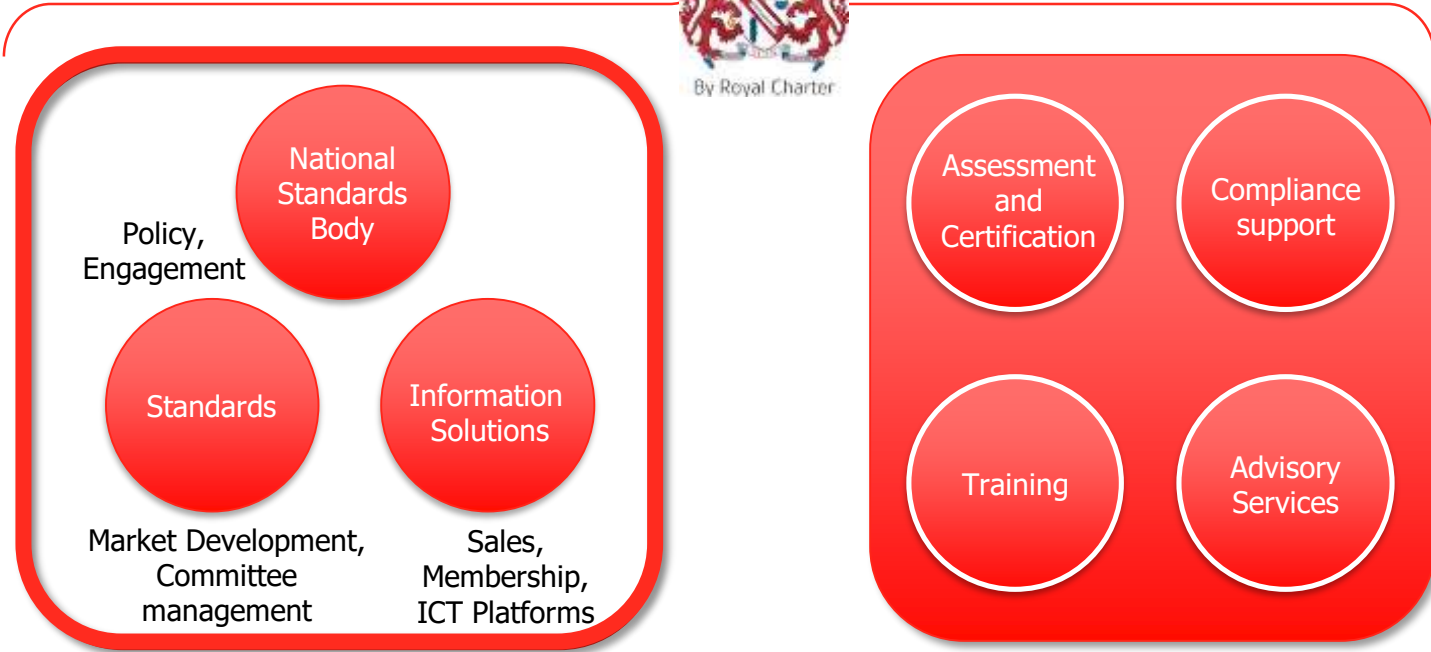 By Royal Charter
National
Standards
Body
Policy,
Engagement
Standards
Information
Solutions
Market Development,
Committee
management
Sales,
Membership,
ICT Platforms
Assessment
and
Certification
Compliance
support
Training
Advisory
Services